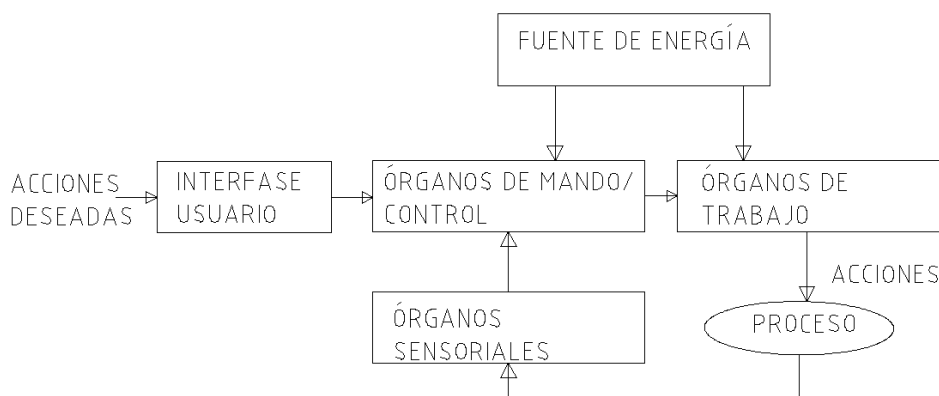 FUENTE DE ENERGÍA
ACCIONES
DESEADAS
INTERFASE
USUARIO
ÓRGANOS DE MANDO/
CONTROL
ÓRGANOS DE
TRABAJO
ACCIONES
ÓRGANOS
SENSORIALES
PROCESO